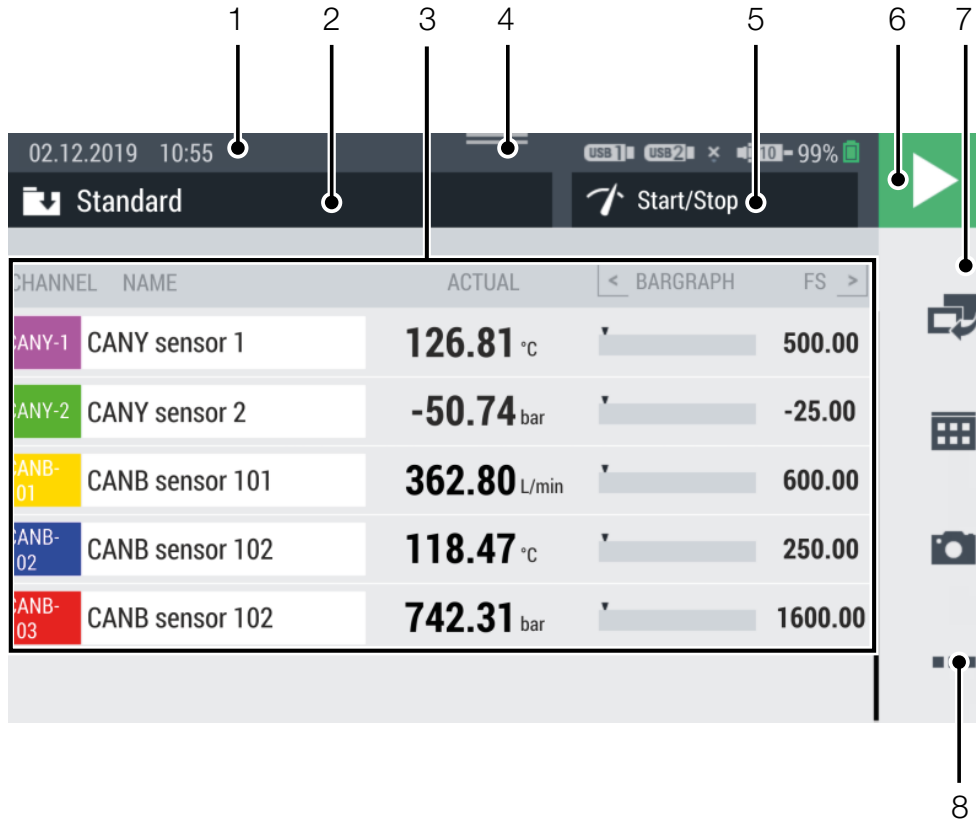 1 2 3 4 5 6 7
02.12.2019 10:55 USB 1 USB 2 10 99%
Standard Start/Stop
CHANNEL NAME ACTUAL < BARGRAPH FS >
CANY-1 CANY sensor 1 126.81 °C 500.00
CANY-2 CANY sensor 2 -50.74 bar -25.00
CANB-
01 CANB sensor 101 362.80 L/min 600.00
CANB-
02 CANB sensor 102 118.47 °C 250.00
CANB-
03 CANB sensor 102 742.31 bar 1600.00
8